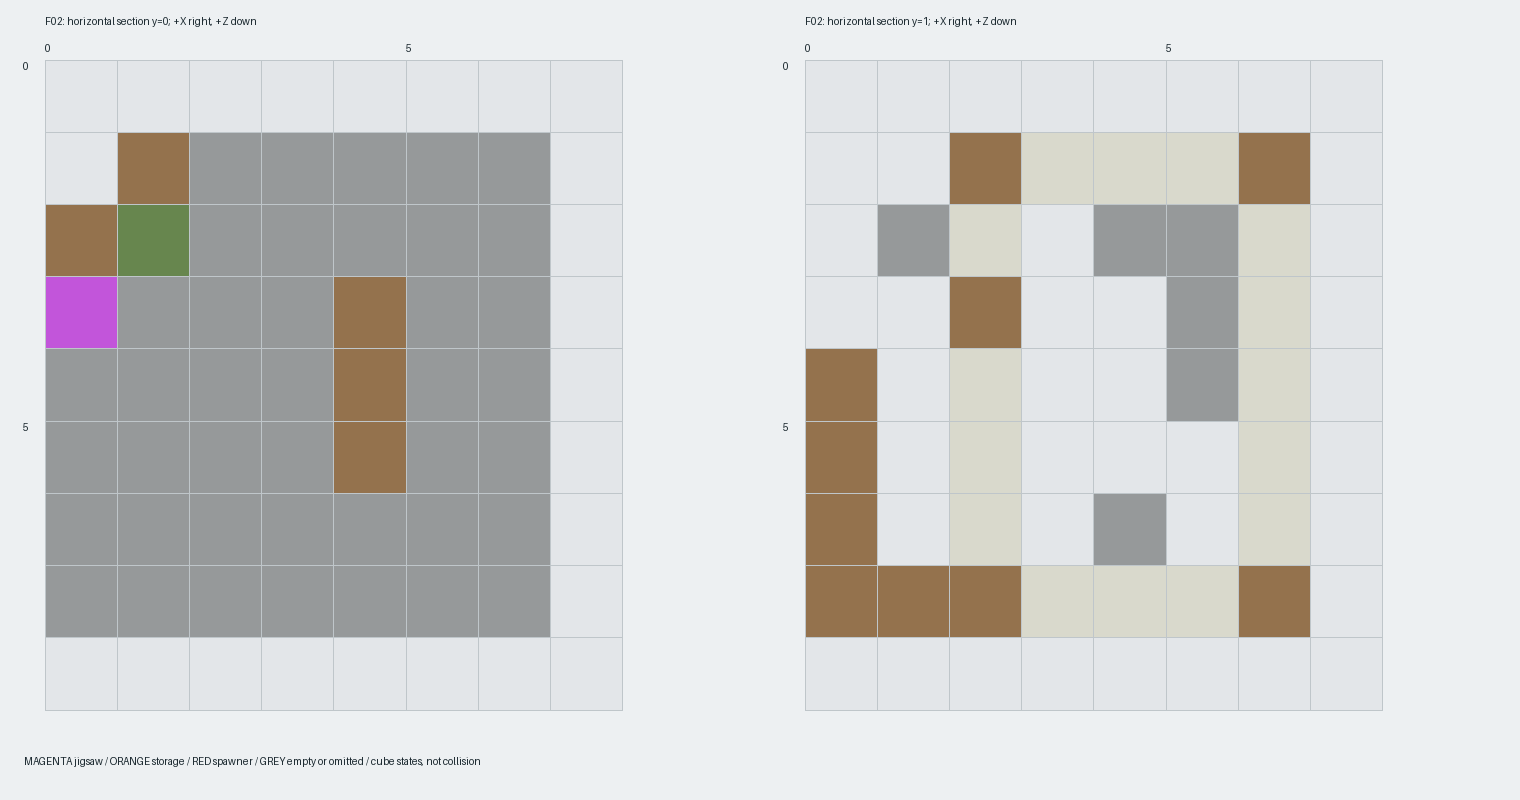 F02: horizontal section y=0; +X right, +Z down
F02: horizontal section y=1; +X right, +Z down
0 5
0 5
0
0
5
5
MAGENTA jigsaw / ORANGE storage / RED spawner / GREY empty or omitted / cube states, not collision